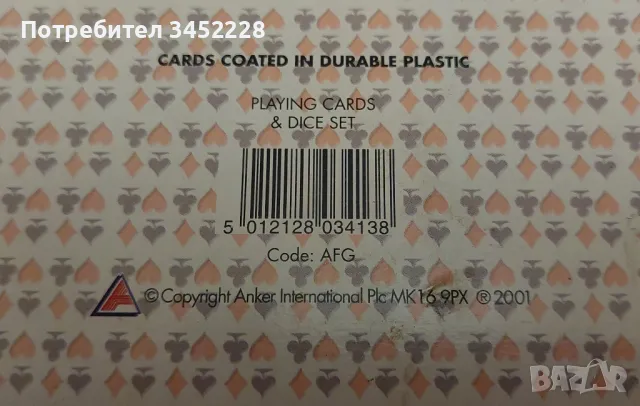 Потребител 3452228
CARDS COATED IN DURABLE PLASTIC
PLAYING CARDS
& DICE SET
5 012128 034138
Code: AFG
A © Copyright Anker International Plc MK16 9PX ® 2001
BAZAR